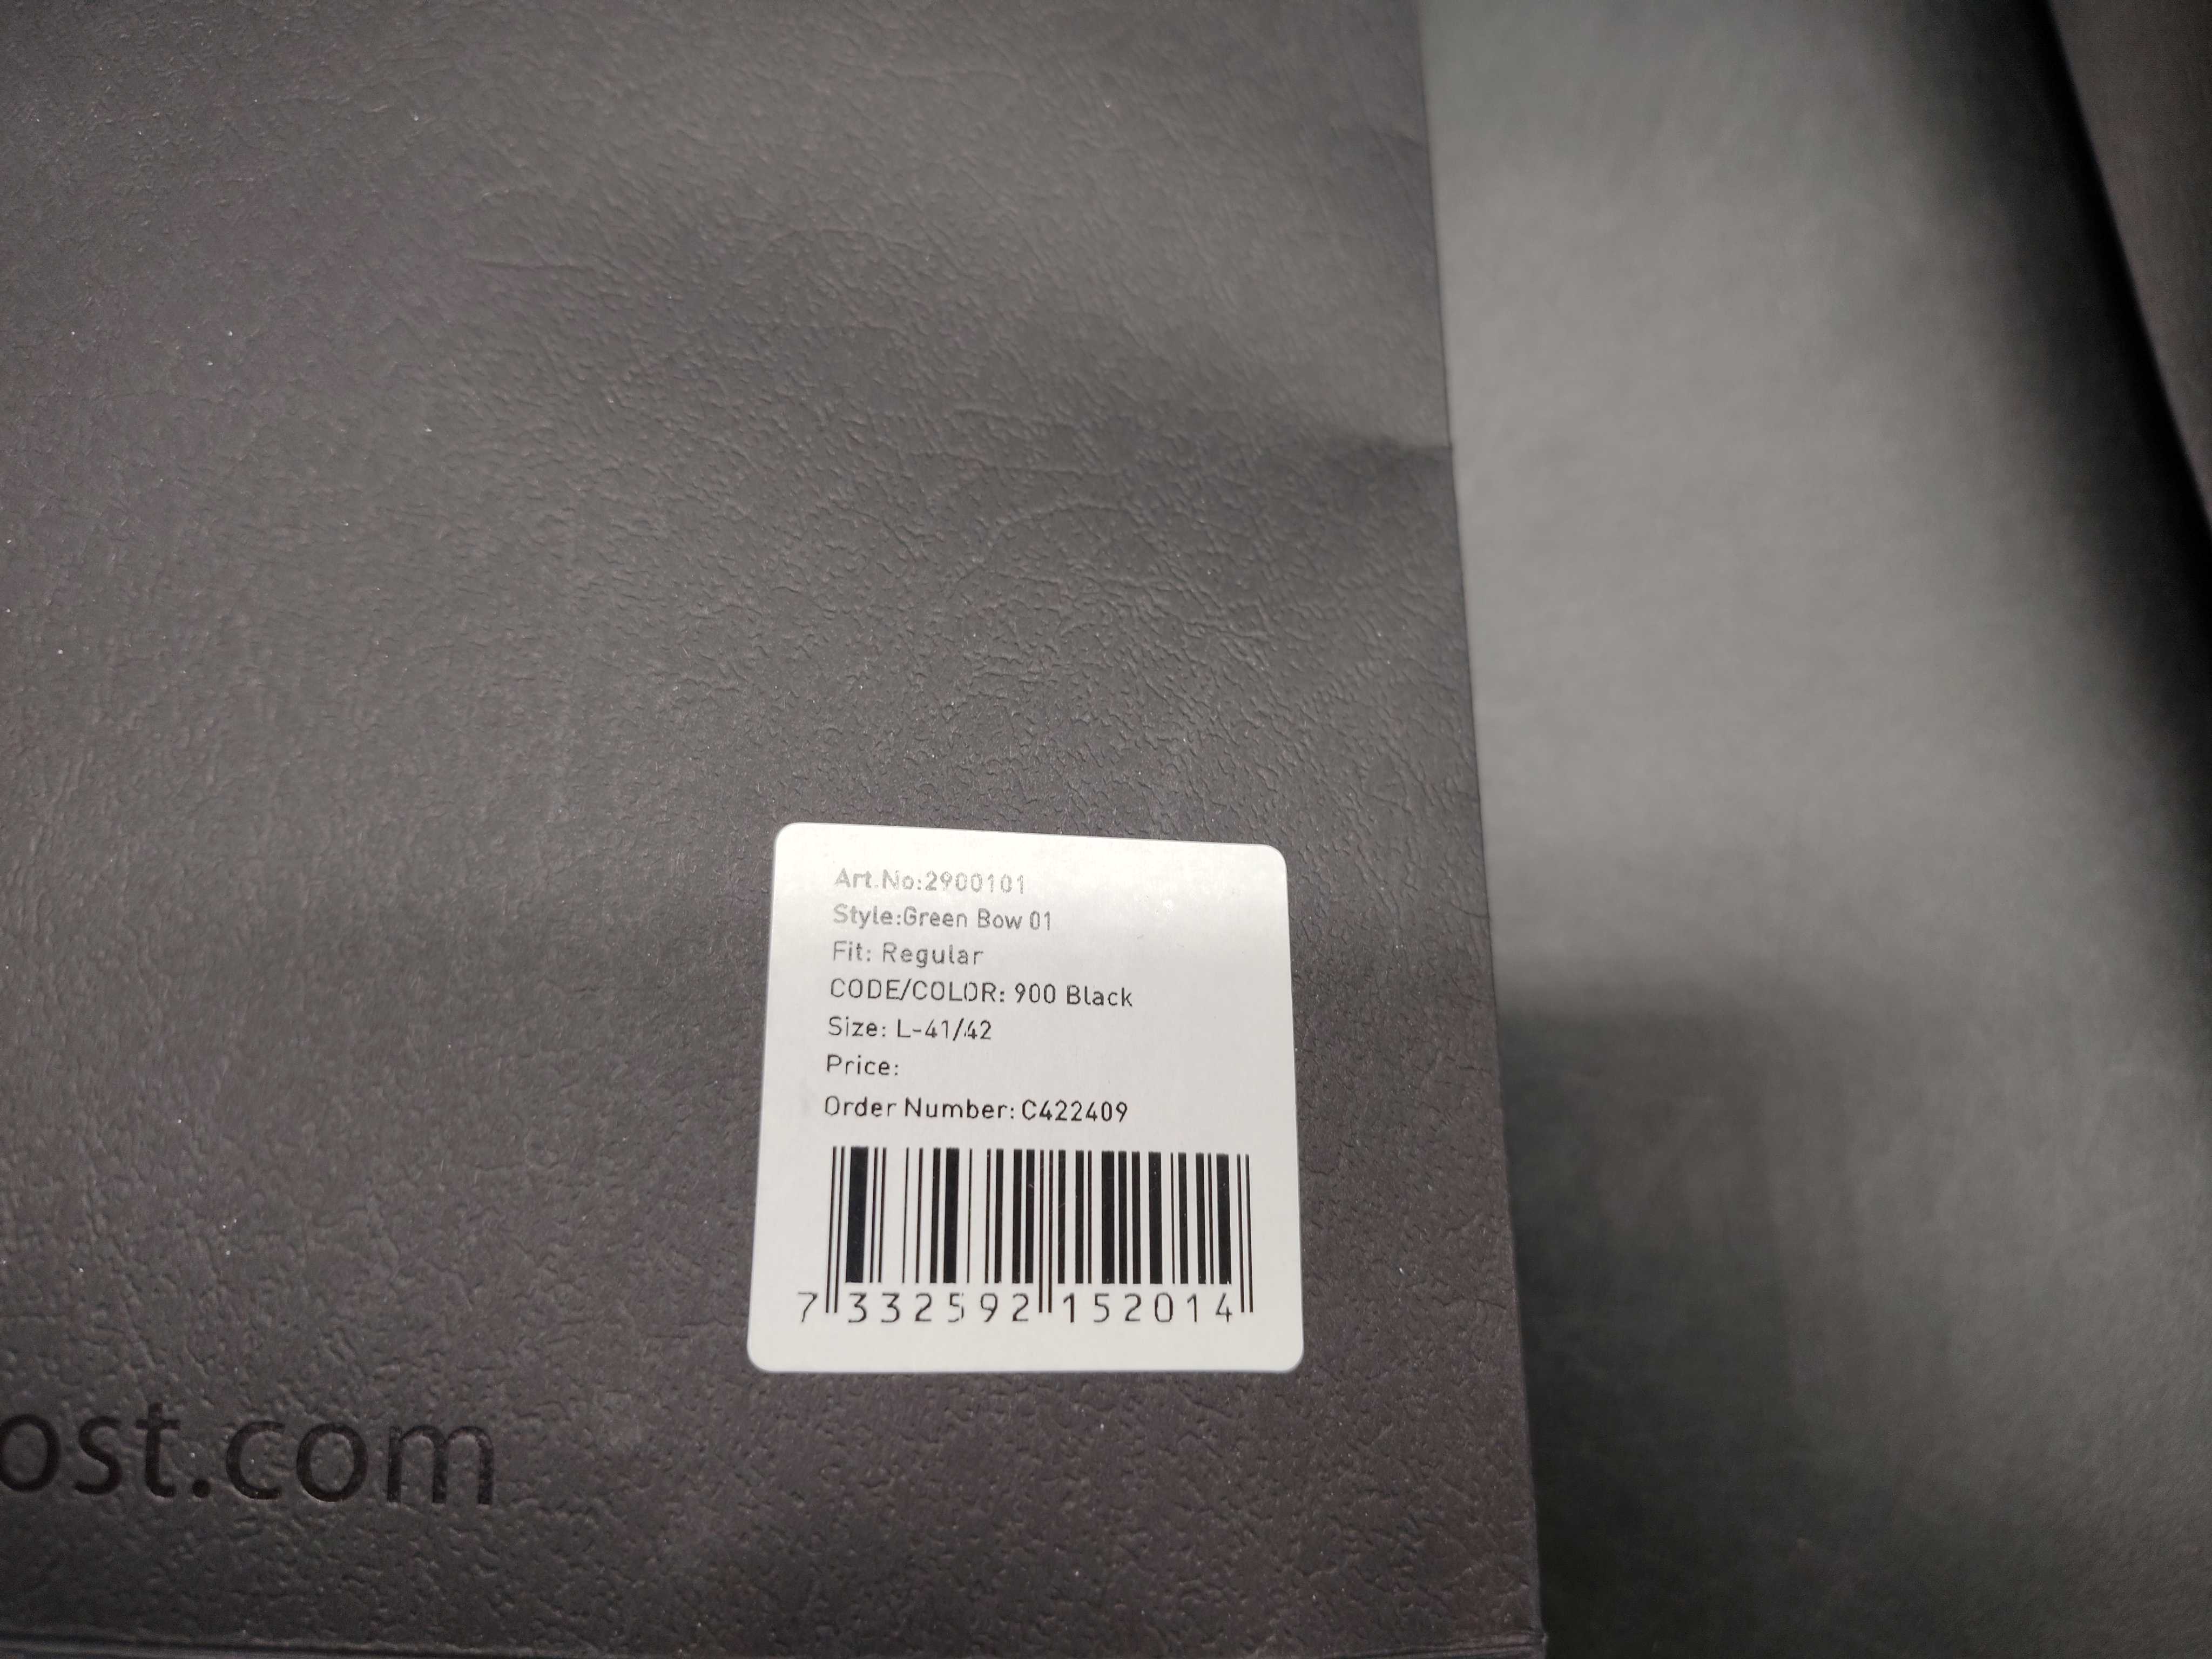 Art.No:2900101
Style:Green Bow 01
Fit: Regular
CODE/COLOR: 900 Black
Size: L-41/42
Price:
Order Number: C422409
7 332592 152014
ost.com